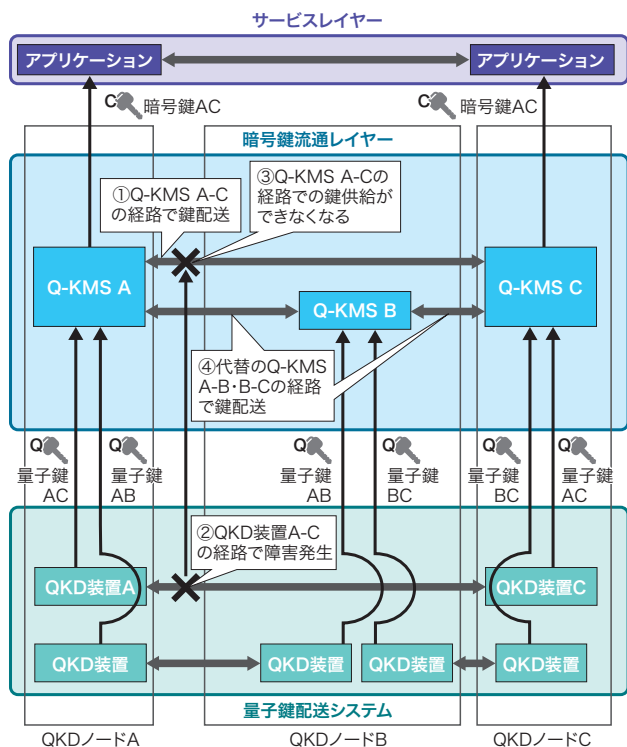 サービスレイヤー
アプリケーション
アプリケーション
C
暗号鍵AC
C
暗号鍵AC
暗号鍵流通レイヤー
①Q-KMS A-C
の経路で鍵配送
③Q-KMS A-Cの
経路での鍵供給が
できなくなる
Q-KMS A
Q-KMS B
Q-KMS C
④代替のQ-KMS
A-B・B-Cの経路
で鍵配送
Q
量子鍵
AC
Q
量子鍵
AB
Q
量子鍵
AB
Q
量子鍵
BC
Q
量子鍵
BC
Q
量子鍵
AC
②QKD装置A-C
の経路で障害発生
QKD装置A
QKD装置C
QKD装置
QKD装置
QKD装置
QKD装置
量子鍵配送システム
QKDノードA
QKDノードB
QKDノードC